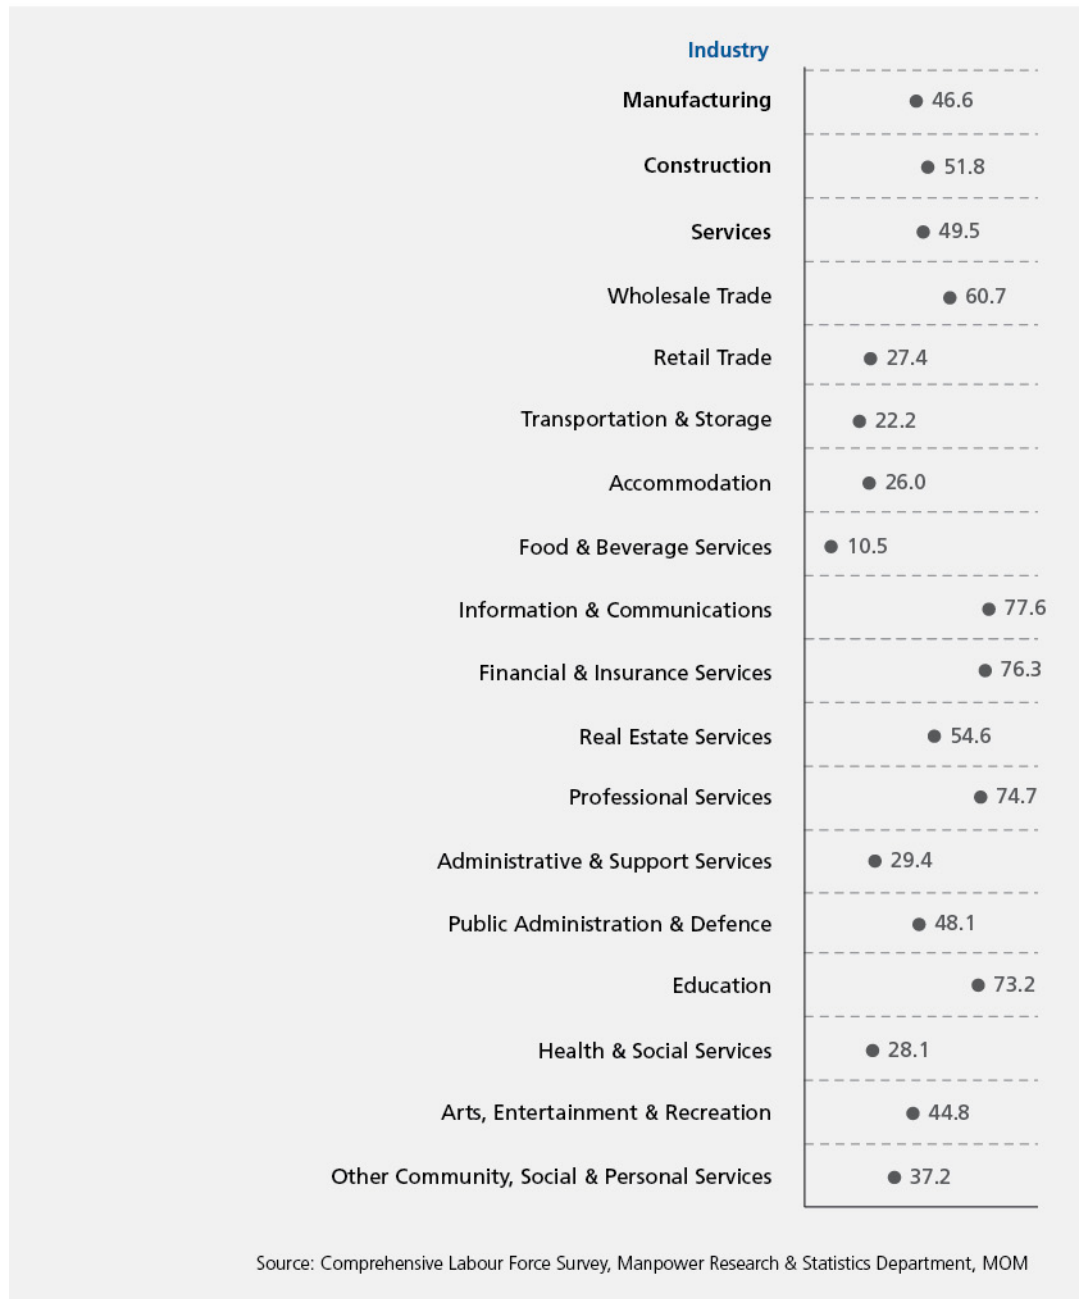 Industry
Manufacturing 46.6
Construction 51.8
Services 49.5
Wholesale Trade 60.7
Retail Trade 27.4
Transportation & Storage 22.2
Accommodation 26.0
Food & Beverage Services 10.5
Information & Communications 77.6
Financial & Insurance Services 76.3
Real Estate Services 54.6
Professional Services 74.7
Administrative & Support Services 29.4
Public Administration & Defence 48.1
Education 73.2
Health & Social Services 28.1
Arts, Entertainment & Recreation 44.8
Other Community, Social & Personal Services 37.2
Source: Comprehensive Labour Force Survey, Manpower Research & Statistics Department, MOM